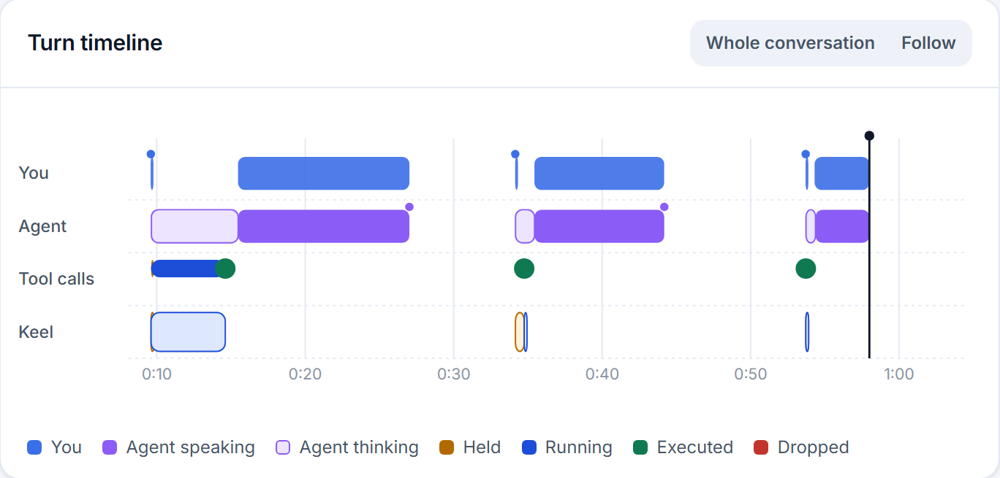 Turn timeline
Whole conversation Follow
You
Agent
Tool calls
Keel
0:10 0:20 0:30 0:40 0:50 1:00
You Agent speaking Agent thinking Held Running Executed Dropped